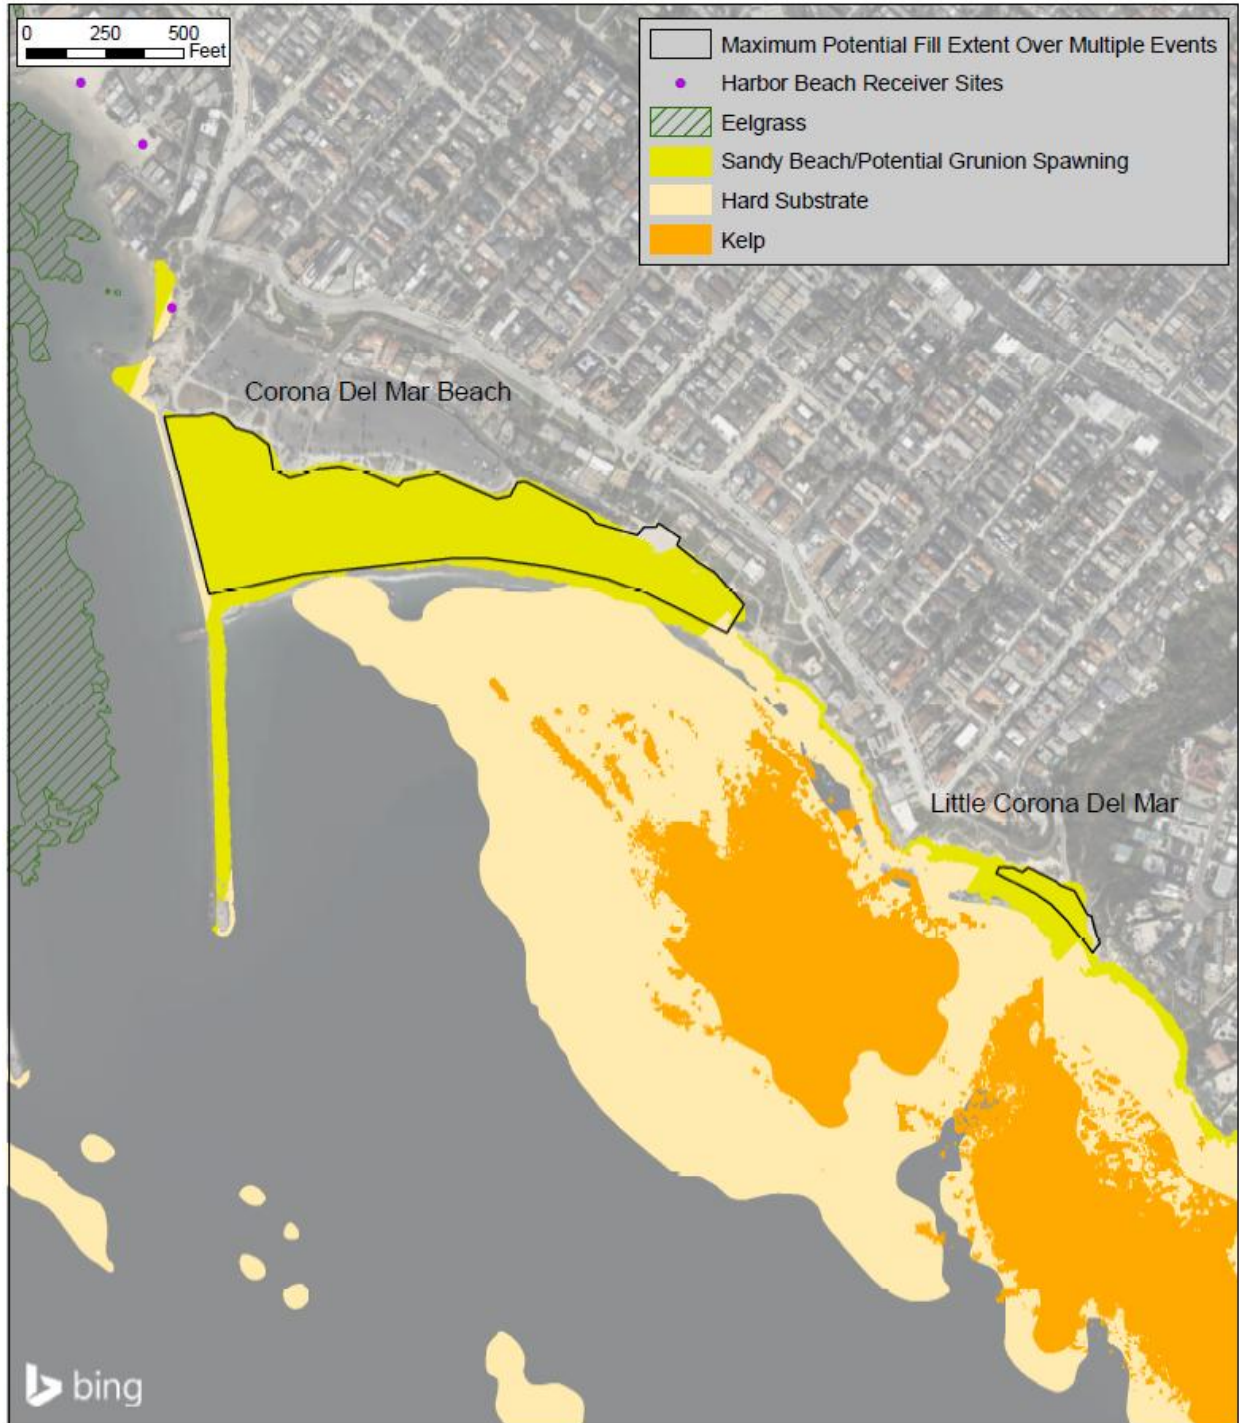 0 250 500
Feet
Maximum Potential Fill Extent Over Multiple Events
Harbor Beach Receiver Sites
Eelgrass
Sandy Beach/Potential Grunion Spawning
Hard Substrate
Kelp
Corona Del Mar Beach
Little Corona Del Mar
bing